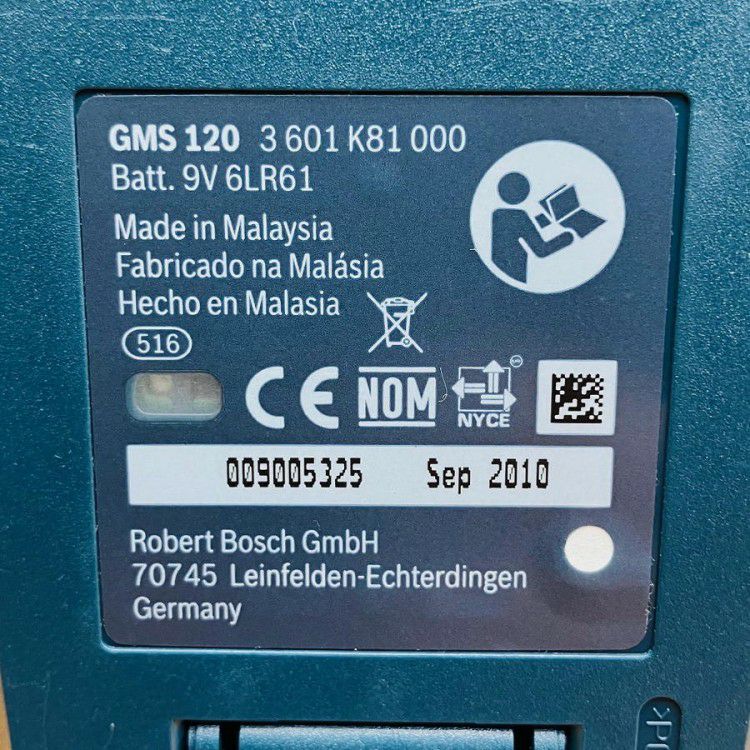 GMS 120 3 601 K81 000
Batt. 9V 6LR61
Made in Malaysia
Fabricado na Malásia
Hecho en Malasia
516
CE NOM NYCE
009005325 Sep 2010
Robert Bosch GmbH
70745 Leinfelden-Echterdingen
Germany
>P